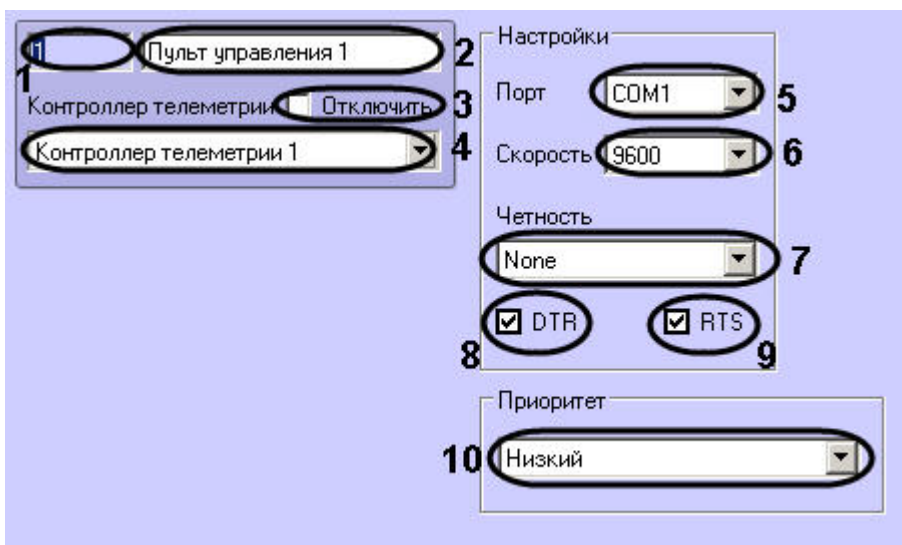 1 Пульт управления 1 2
1
Контроллер телеметрии Отключить 3
Контроллер телеметрии 1 4
Настройки
Порт COM1 5
Скорость 9600 6
Четность
None 7
DTR RTS
8 9
Приоритет
10 Низкий